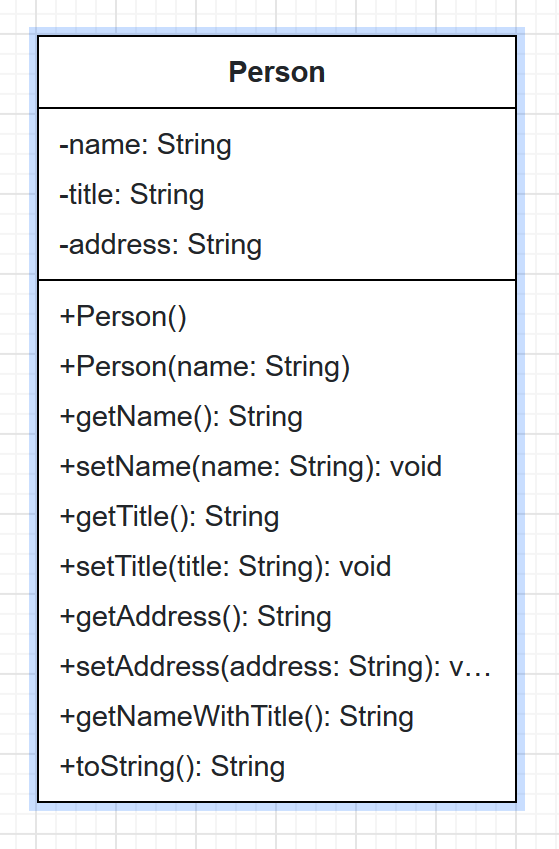 Person
-name: String
-title: String
-address: String
+Person()
+Person(name: String)
+getName(): String
+setName(name: String): void
+getTitle(): String
+setTitle(title: String): void
+getAddress(): String
+setAddress(address: String): v…
+getNameWithTitle(): String
+toString(): String